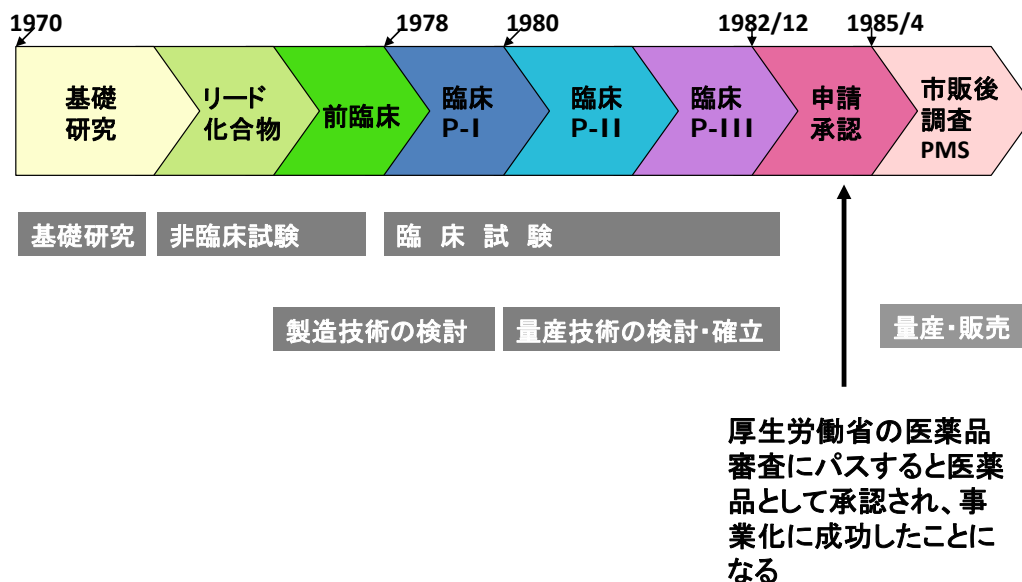 1970
1978
1980
1982/12
1985/4
基礎
研究
リード
化合物
前臨床
臨床
P-I
臨床
P-II
臨床
P-III
申請
承認
市販後
調査
PMS
基礎研究
非臨床試験
臨 床 試 験
製造技術の検討
量産技術の検討・確立
量産・販売
厚生労働省の医薬品
審査にパスすると医薬
品として承認され、事
業化に成功したことに
なる